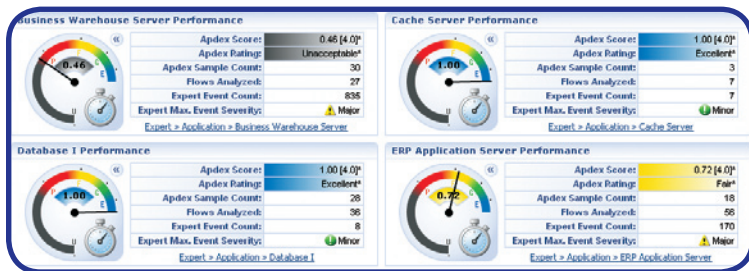 Business Warehouse Server Performance
0.46
U P F G E
«
Apdex Score: 0.46 [4.0]*
Apdex Rating: Unacceptable*
Apdex Sample Count: 30
Flows Analyzed: 27
Expert Event Count: 835
Expert Max. Event Severity: Major
Expert » Application » Business Warehouse Server
Cache Server Performance
1.00
U P F G E
«
Apdex Score: 1.00 [4.0]*
Apdex Rating: Excellent*
Apdex Sample Count: 3
Flows Analyzed: 7
Expert Event Count: 7
Expert Max. Event Severity: Minor
Expert » Application » Cache Server
Database I Performance
1.00
U P F G E
«
Apdex Score: 1.00 [4.0]*
Apdex Rating: Excellent*
Apdex Sample Count: 28
Flows Analyzed: 36
Expert Event Count: 8
Expert Max. Event Severity: Minor
Expert » Application » Database I
ERP Application Server Performance
0.72
U P F G E
«
Apdex Score: 0.72 [4.0]*
Apdex Rating: Fair*
Apdex Sample Count: 18
Flows Analyzed: 56
Expert Event Count: 170
Expert Max. Event Severity: Major
Expert » Application » ERP Application Server